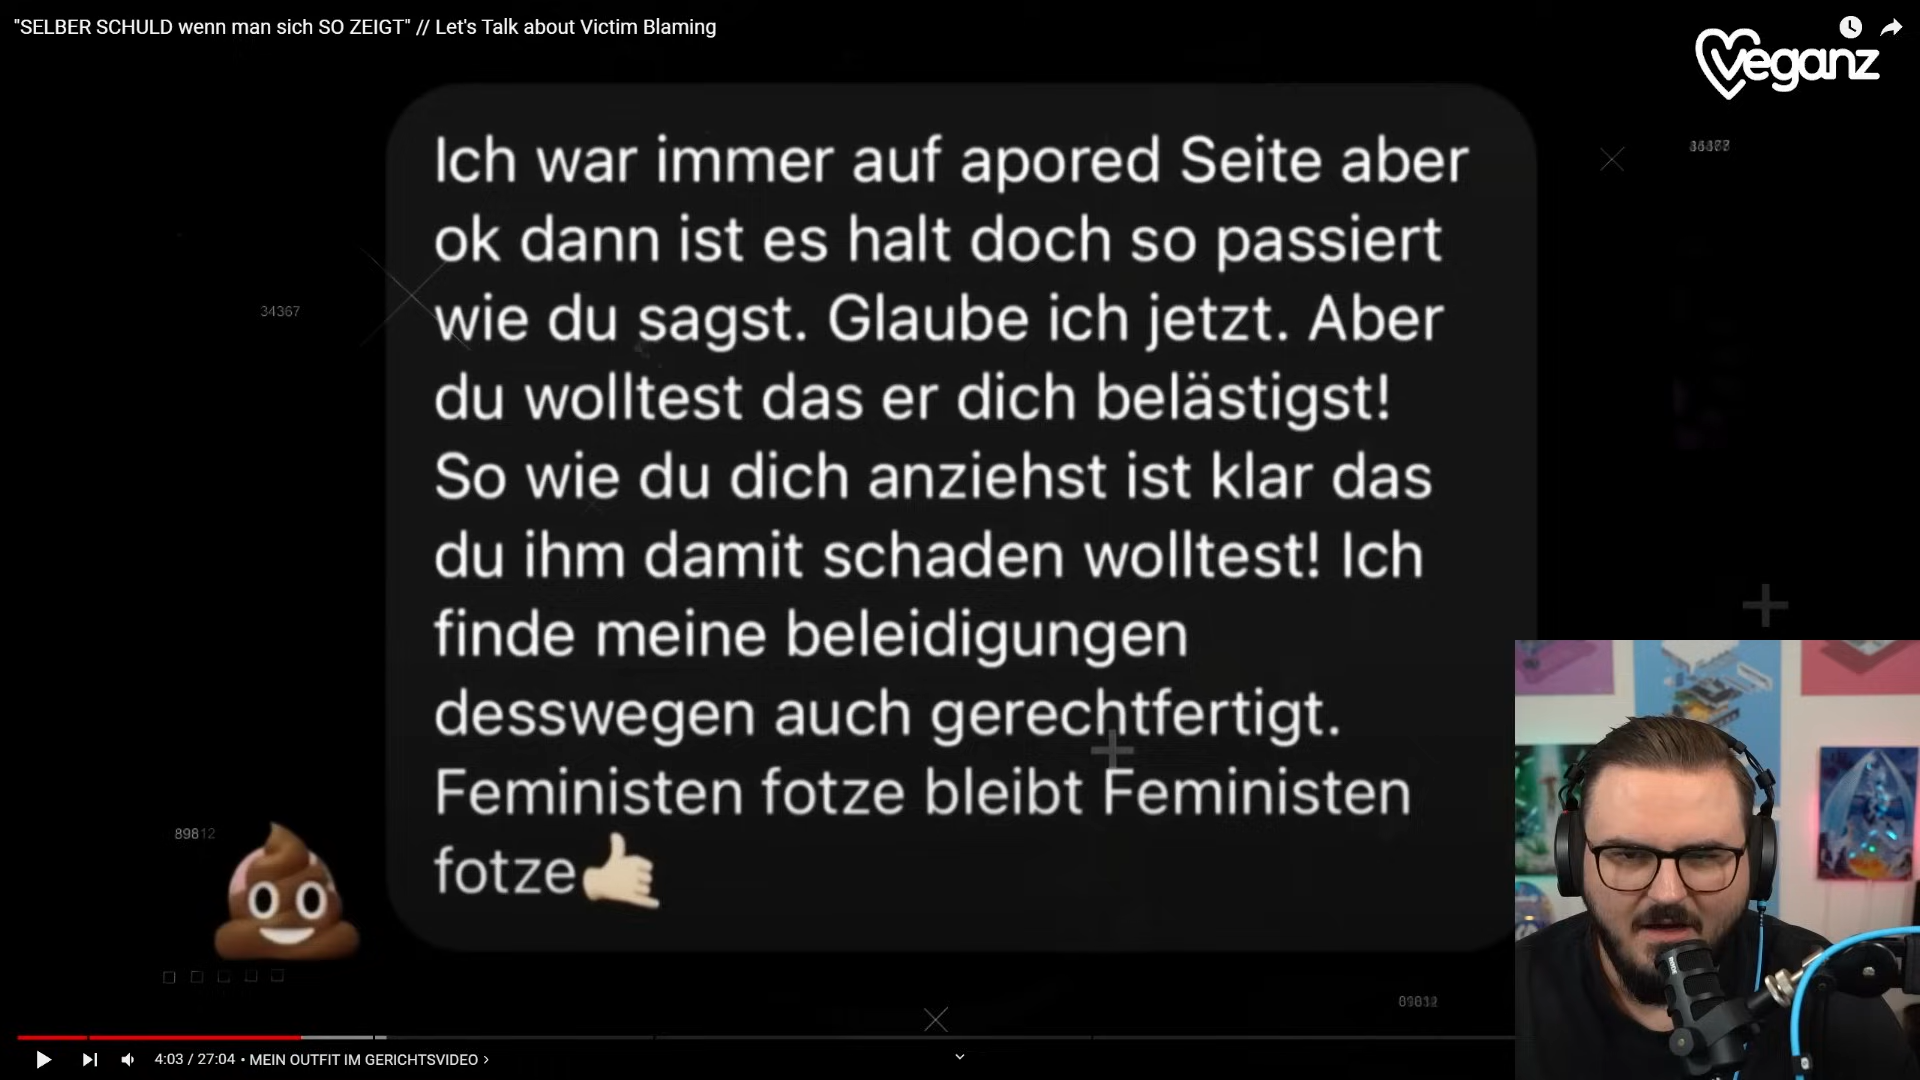 "SELBER SCHULD wenn man sich SO ZEIGT" // Let's Talk about Victim Blaming
Veganz
Ich war immer auf apored Seite aber
ok dann ist es halt doch so passiert
wie du sagst. Glaube ich jetzt. Aber
du wolltest das er dich belästigst!
So wie du dich anziehst ist klar das
du ihm damit schaden wolltest! Ich
finde meine beleidigungen
desswegen auch gerechtfertigt.
Feministen fotze bleibt Feministen
fotze🤙🏻
34367
89812
4:03 / 27:04 • MEIN OUTFIT IM GERICHTSVIDEO ›